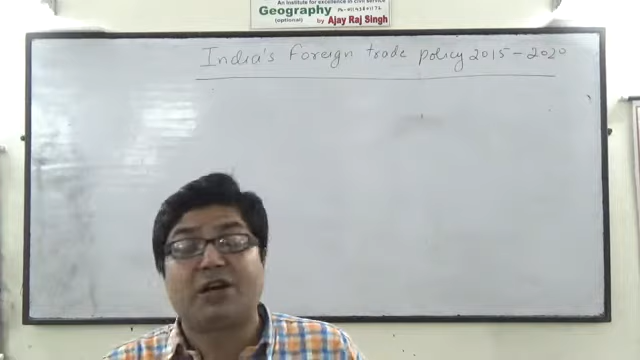 An Institute for excellence in civil service
Geography
(optional) by Ajay Raj Singh
India's Foreign trade policy 2015-2020